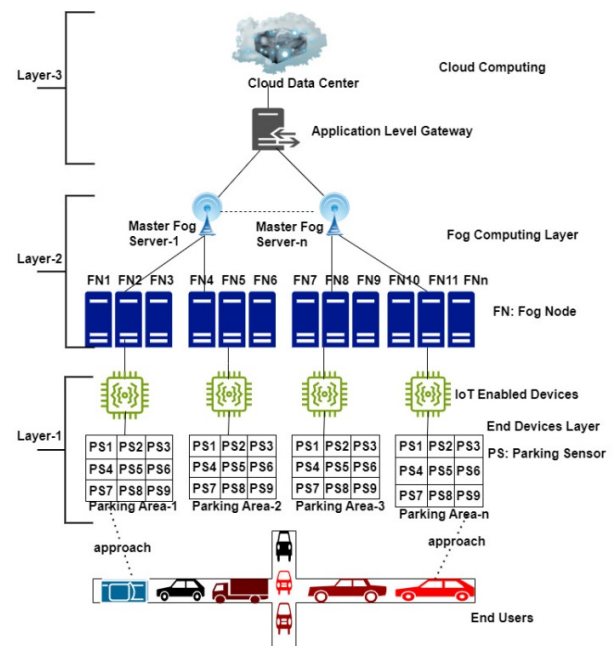 Layer-3
Cloud Data Center
Cloud Computing
Application Level Gateway
Layer-2
Master Fog
Server-1
Master Fog
Server-n
Fog Computing Layer
FN1 FN2 FN3 FN4 FN5 FN6 FN7 FN8 FN9 FN10 FN11 FNn
FN: Fog Node
Layer-1
IoT Enabled Devices
End Devices Layer
PS: Parking Sensor
PS1 PS2 PS3 PS1 PS2 PS3 PS1 PS2 PS3 PS1 PS2 PS3
PS4 PS5 PS6 PS4 PS5 PS6 PS4 PS5 PS6 PS4 PS5 PS6
PS7 PS8 PS9 PS7 PS8 PS9 PS7 PS8 PS9 PS7 PS8 PS9
Parking Area-1 Parking Area-2 Parking Area-3 Parking Area-n
approach
approach
End Users